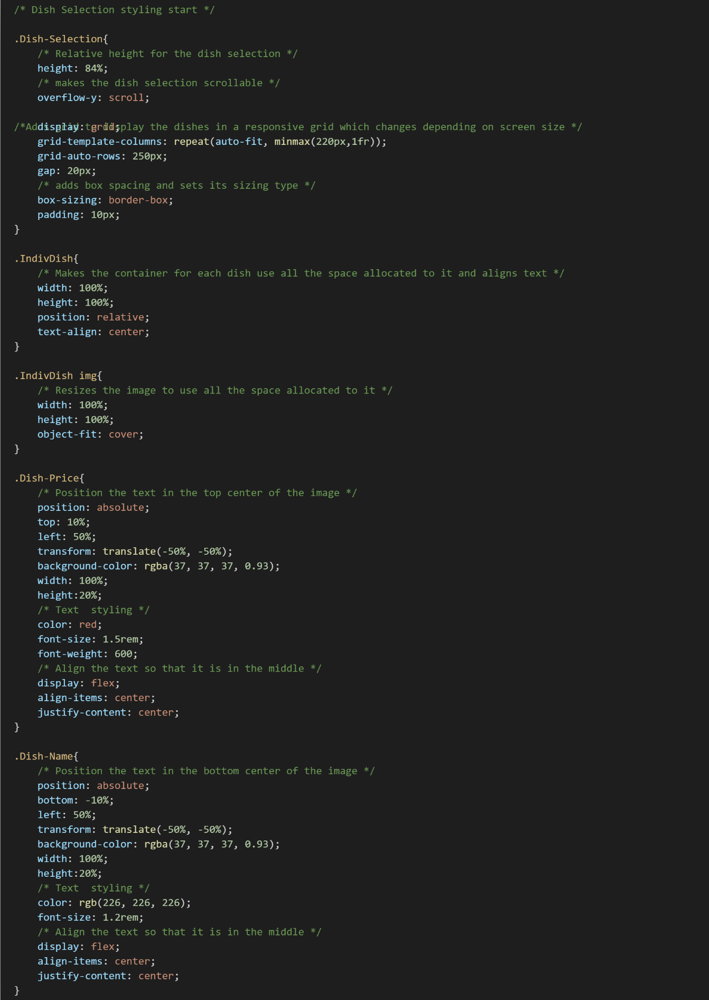 /* Dish Selection styling start */
.Dish-Selection{
/* Relative height for the dish selection */
height: 84%;
/* makes the dish selection scrollable */
overflow-y: scroll;
/*Adds grid to display the dishes in a responsive grid which changes depending on screen size */
display: grid;
grid-template-columns: repeat(auto-fit, minmax(220px,1fr));
grid-auto-rows: 250px;
gap: 20px;
/* adds box spacing and sets its sizing type */
box-sizing: border-box;
padding: 10px;
}
.IndivDish{
/* Makes the container for each dish use all the space allocated to it and aligns text */
width: 100%;
height: 100%;
position: relative;
text-align: center;
}
.IndivDish img{
/* Resizes the image to use all the space allocated to it */
width: 100%;
height: 100%;
object-fit: cover;
}
.Dish-Price{
/* Position the text in the top center of the image */
position: absolute;
top: 10%;
left: 50%;
transform: translate(-50%, -50%);
background-color: rgba(37, 37, 37, 0.93);
width: 100%;
height:20%;
/* Text  styling */
color: red;
font-size: 1.5rem;
font-weight: 600;
/* Align the text so that it is in the middle */
display: flex;
align-items: center;
justify-content: center;
}
.Dish-Name{
/* Position the text in the bottom center of the image */
position: absolute;
bottom: -10%;
left: 50%;
transform: translate(-50%, -50%);
background-color: rgba(37, 37, 37, 0.93);
width: 100%;
height:20%;
/* Text  styling */
color: rgb(226, 226, 226);
font-size: 1.2rem;
/* Align the text so that it is in the middle */
display: flex;
align-items: center;
justify-content: center;
}